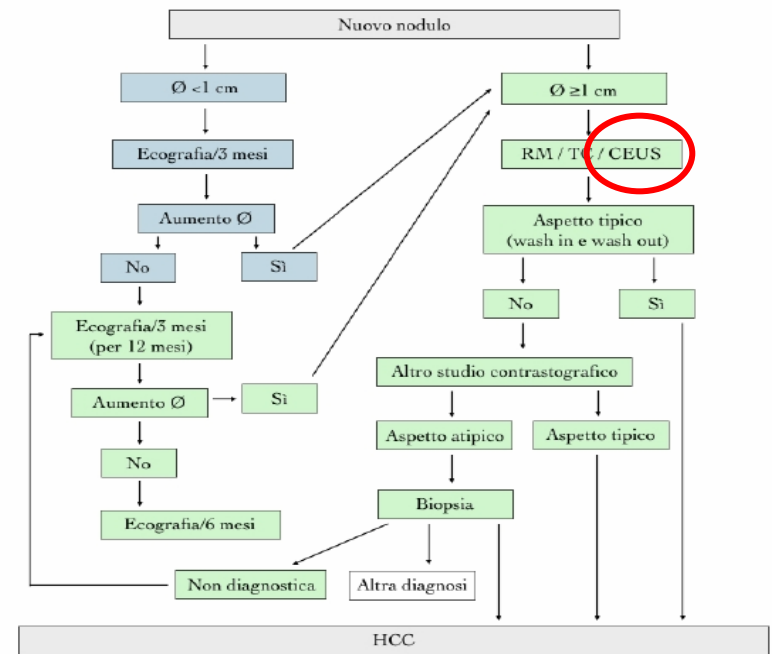 Nuovo nodulo
Ø <1 cm
Ø ≥1 cm
Ecografia/3 mesi
RM / TC / CEUS
Aumento Ø
Aspetto tipico
(wash in e wash out)
No
Sì
No
Sì
Ecografia/3 mesi
(per 12 mesi)
Altro studio contrastografico
Aumento Ø
Sì
Aspetto atipico
Aspetto tipico
No
Biopsia
Ecografia/6 mesi
Non diagnostica
Altra diagnosi
HCC